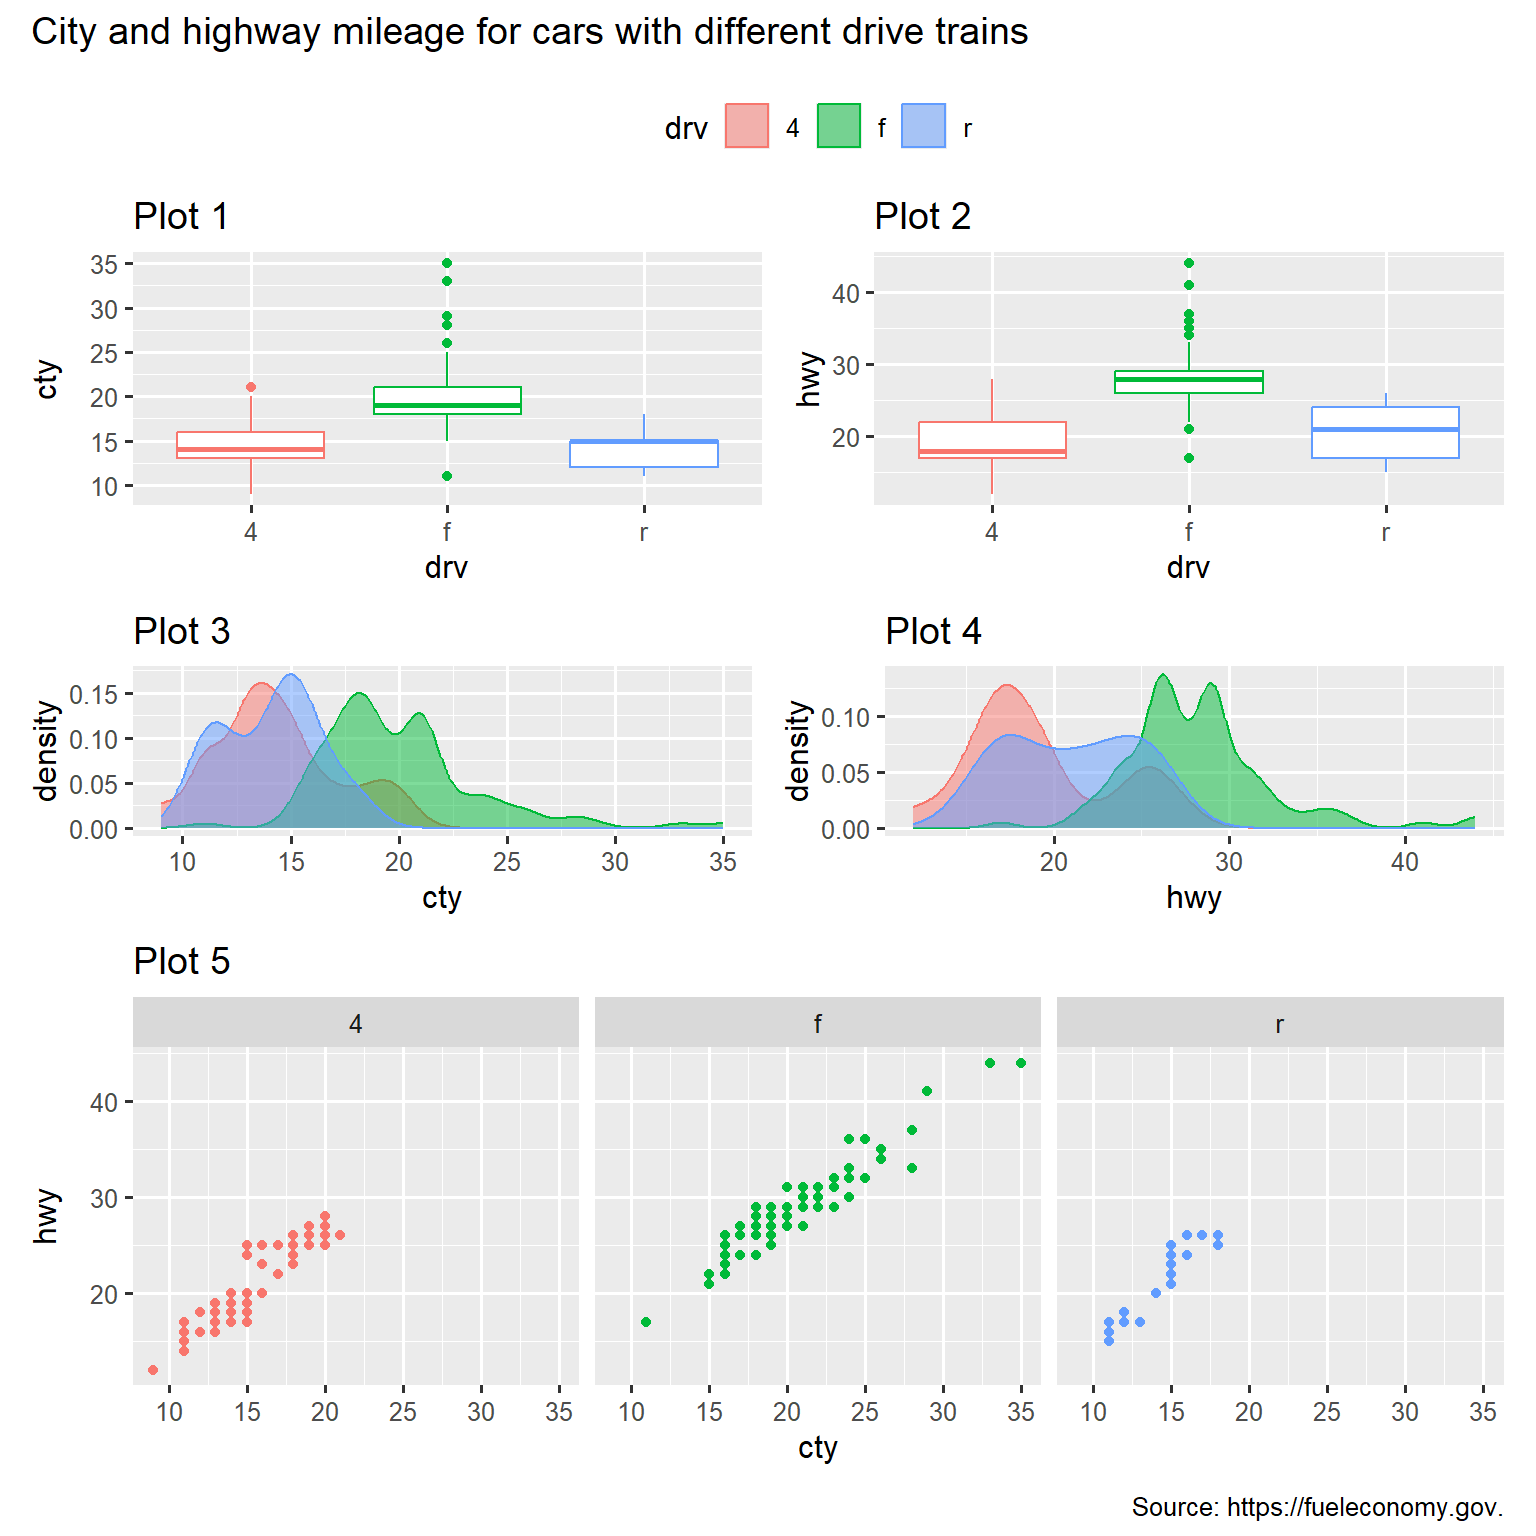 City and highway mileage for cars with different drive trains
drv 4 f r
Plot 1
cty
35
30
25
20
15
10
4 f r
drv
Plot 2
hwy
40
30
20
4 f r
drv
Plot 3
density
0.15
0.10
0.05
0.00
10 15 20 25 30 35
cty
Plot 4
density
0.10
0.05
0.00
20 30 40
hwy
Plot 5
4 f r
hwy
40
30
20
10 15 20 25 30 35 10 15 20 25 30 35 10 15 20 25 30 35
cty
Source: https://fueleconomy.gov.